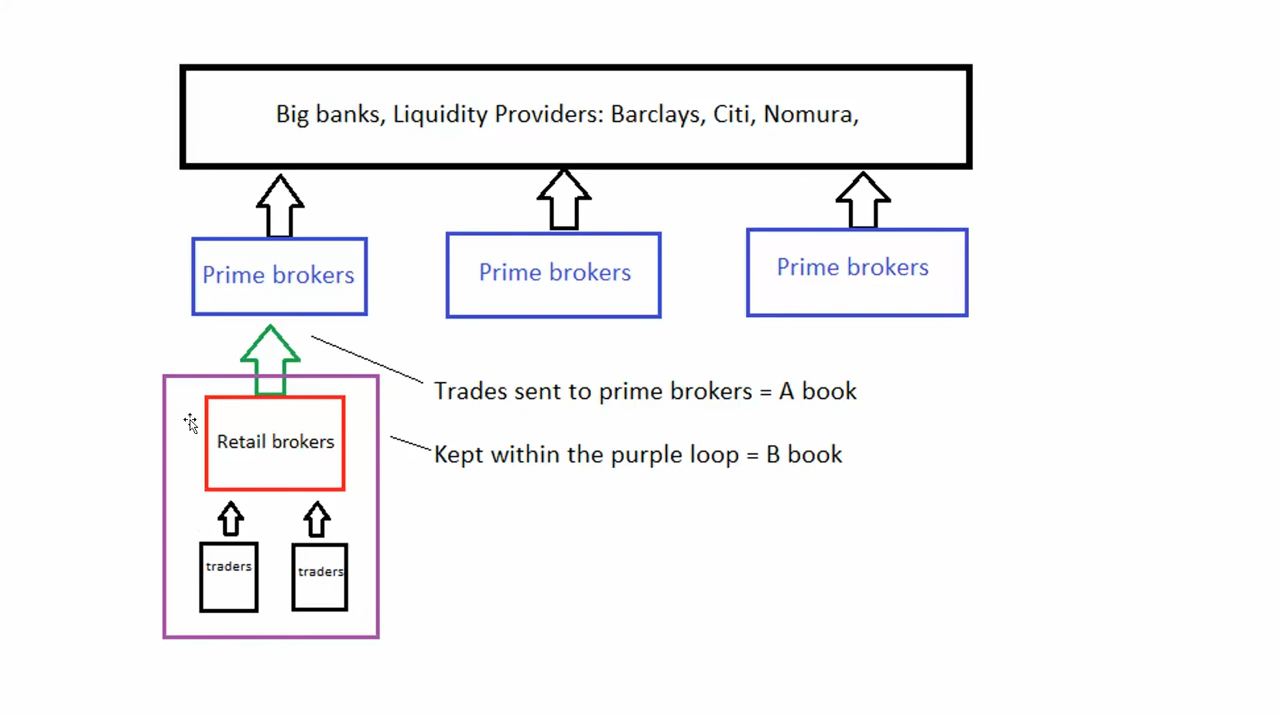 Big banks, Liquidity Providers: Barclays, Citi, Nomura,
Prime brokers
Prime brokers
Prime brokers
Trades sent to prime brokers = A book
Retail brokers
Kept within the purple loop = B book
traders
traders